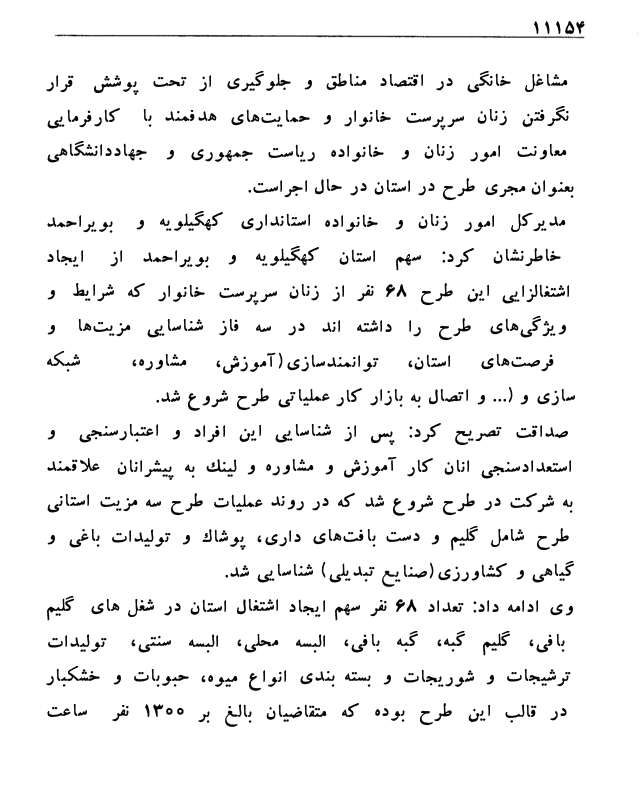 ۱۱۱۵۴
مشاغل خانگی در اقتصاد مناطق و جلوگیری از تحت پوشش قرار
نگرفتن زنان سرپرست خانوار و حمایت‌های هدفمند با کارفرمایی
معاونت امور زنان و خانواده ریاست جمهوری و جهاددانشگاهی
بعنوان مجری طرح در استان در حال اجراست.
مدیرکل امور زنان و خانواده استانداری کهگیلویه و بویراحمد
خاطرنشان کرد: سهم استان کهگیلویه و بویراحمد از ایجاد
اشتغالزایی این طرح ۶۸ نفر از زنان سرپرست خانوار که شرایط و
ویژگی‌های طرح را داشته اند در سه فاز شناسایی مزیت‌ها و
فرصت‌های استان، توانمندسازی(آموزش، مشاوره، شبکه
سازی و (... و اتصال به بازار کار عملیاتی طرح شروع شد.
صداقت تصریح کرد: پس از شناسایی این افراد و اعتبارسنجی و
استعدادسنجی انان کار آموزش و مشاوره و لینك به پیشرانان علاقمند
به شرکت در طرح شروع شد که در روند عملیات طرح سه مزیت استانی
طرح شامل گلیم و دست بافت‌های داری، پوشاك و تولیدات باغی و
گیاهی و کشاورزی(صنایع تبدیلی) شناسایی شد.
وی ادامه داد: تعداد ۶۸ نفر سهم ایجاد اشتغال استان در شغل های گلیم
بافی، گلیم گبه، گبه بافی، البسه محلی، البسه سنتی، تولیدات
ترشیجات و شوریجات و بسته بندی انواع میوه، حبوبات و خشکبار
در قالب این طرح بوده که متقاضیان بالغ بر ۱۳۰۰ نفر ساعت